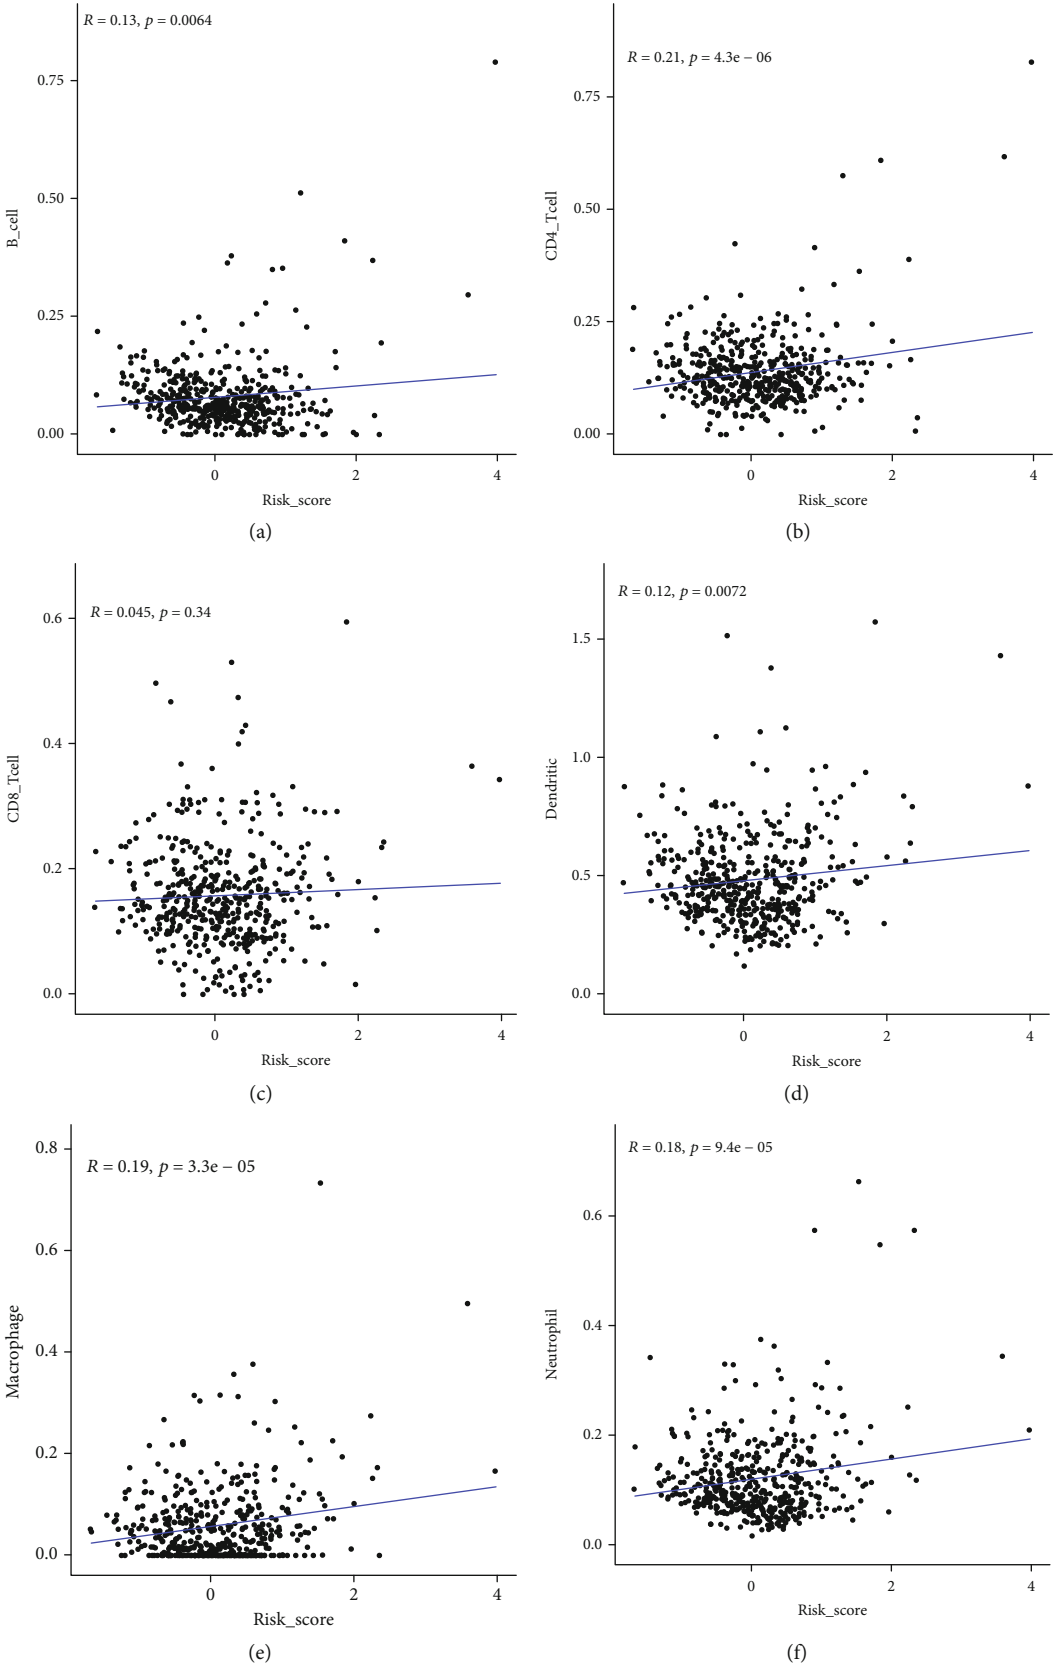 R = 0.13, p = 0.0064
0.75
0.50
0.25
0.00
B_cell
0 2 4
Risk_score
(a)
R = 0.21, p = 4.3e − 06
0.75
0.50
0.25
0.00
CD4_Tcell
0 2 4
Risk_score
(b)
R = 0.045, p = 0.34
0.6
0.4
0.2
0.0
CD8_Tcell
0 2 4
Risk_score
(c)
R = 0.12, p = 0.0072
1.5
1.0
0.5
0.0
Dendritic
0 2 4
Risk_score
(d)
R = 0.19, p = 3.3e − 05
0.8
0.6
0.4
0.2
0.0
Macrophage
0 2 4
Risk_score
(e)
R = 0.18, p = 9.4e − 05
0.6
0.4
0.2
0.0
Neutrophil
0 2 4
Risk_score
(f)